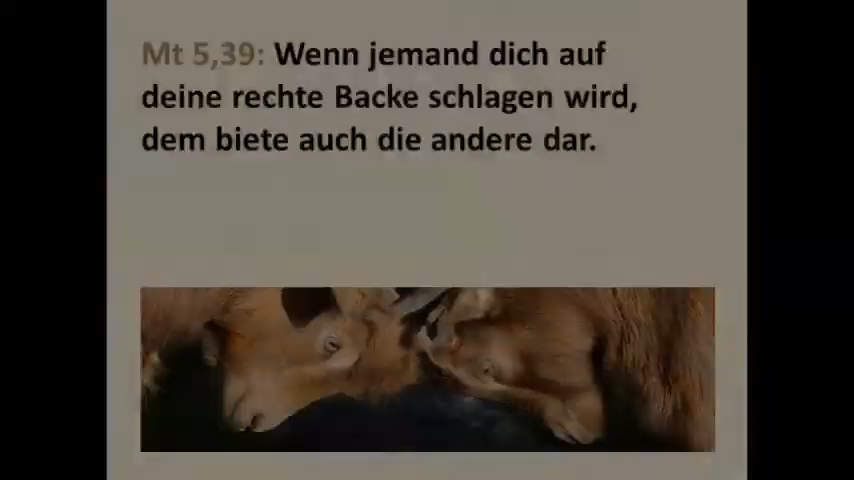 Mt 5,39: Wenn jemand dich auf
deine rechte Backe schlagen wird,
dem biete auch die andere dar.